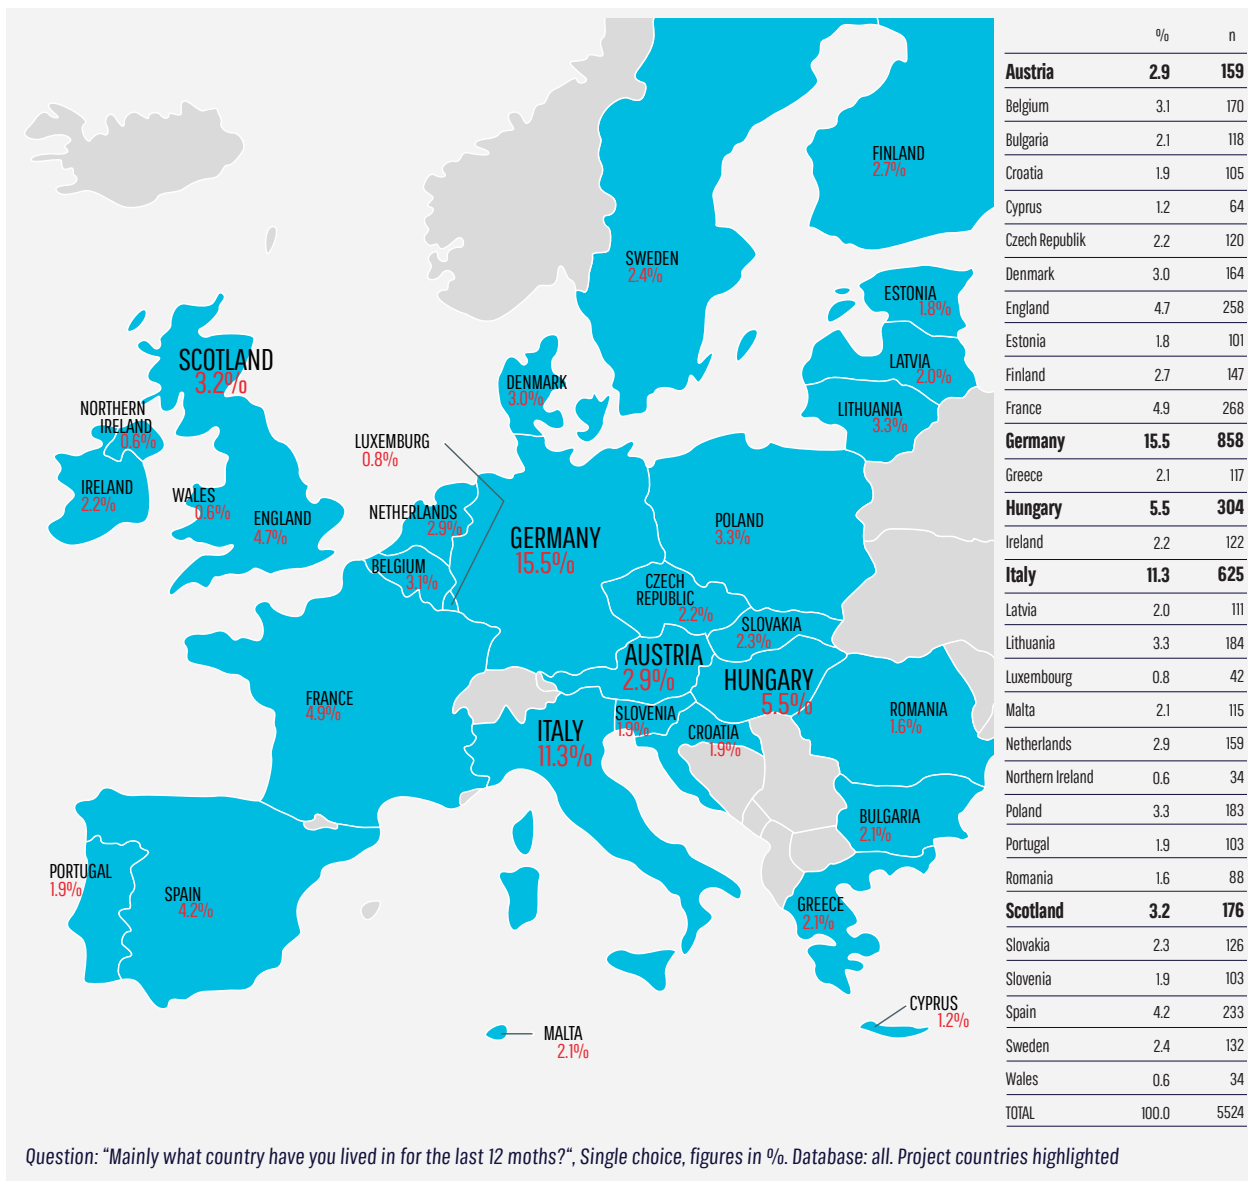 FINLAND
2.7%
SWEDEN
2.4%
ESTONIA
1.8%
LATVIA
2.0%
LITHUANIA
3.3%
SCOTLAND
3.2%
DENMARK
3.0%
NORTHERN
IRELAND
0.6%
LUXEMBURG
0.8%
IRELAND
2.2%
WALES
0.6%
ENGLAND
4.7%
NETHERLANDS
2.9%
BELGIUM
3.1%
GERMANY
15.5%
POLAND
3.3%
CZECH
REPUBLIC
2.2%
SLOVAKIA
2.3%
AUSTRIA
2.9%
HUNGARY
5.5%
FRANCE
4.9%
ITALY
11.3%
SLOVENIA
1.9%
CROATIA
1.9%
ROMANIA
1.6%
BULGARIA
2.1%
PORTUGAL
1.9%
SPAIN
4.2%
GREECE
2.1%
MALTA
2.1%
CYPRUS
1.2%
% n
Austria 2.9 159
Belgium 3.1 170
Bulgaria 2.1 118
Croatia 1.9 105
Cyprus 1.2 64
Czech Republik 2.2 120
Denmark 3.0 164
England 4.7 258
Estonia 1.8 101
Finland 2.7 147
France 4.9 268
Germany 15.5 858
Greece 2.1 117
Hungary 5.5 304
Ireland 2.2 122
Italy 11.3 625
Latvia 2.0 111
Lithuania 3.3 184
Luxembourg 0.8 42
Malta 2.1 115
Netherlands 2.9 159
Northern Ireland 0.6 34
Poland 3.3 183
Portugal 1.9 103
Romania 1.6 88
Scotland 3.2 176
Slovakia 2.3 126
Slovenia 1.9 103
Spain 4.2 233
Sweden 2.4 132
Wales 0.6 34
TOTAL 100.0 5524
Question: “Mainly what country have you lived in for the last 12 moths?“, Single choice, figures in %. Database: all. Project countries highlighted